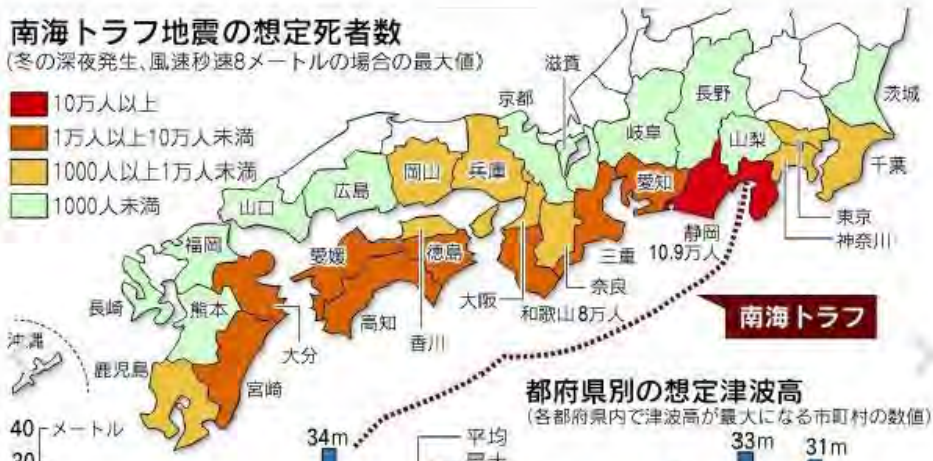 南海トラフ地震の想定死者数
(冬の深夜発生、風速秒速8メートルの場合の最大値)
10万人以上
1万人以上10万人未満
1000人以上1万人未満
1000人未満
滋賀
京都
長野
茨城
岐阜
山梨
岡山
兵庫
愛知
千葉
広島
山口
東京
静岡
10.9万人
神奈川
福岡
愛媛
徳島
三重
奈良
長崎
熊本
大阪
和歌山8万人
高知
香川
大分
南海トラフ
沖縄
鹿児島
宮崎
都府県別の想定津波高
(各都府県内で津波高が最大になる市町村の数値)
40
メートル
34m
平均
33m
31m